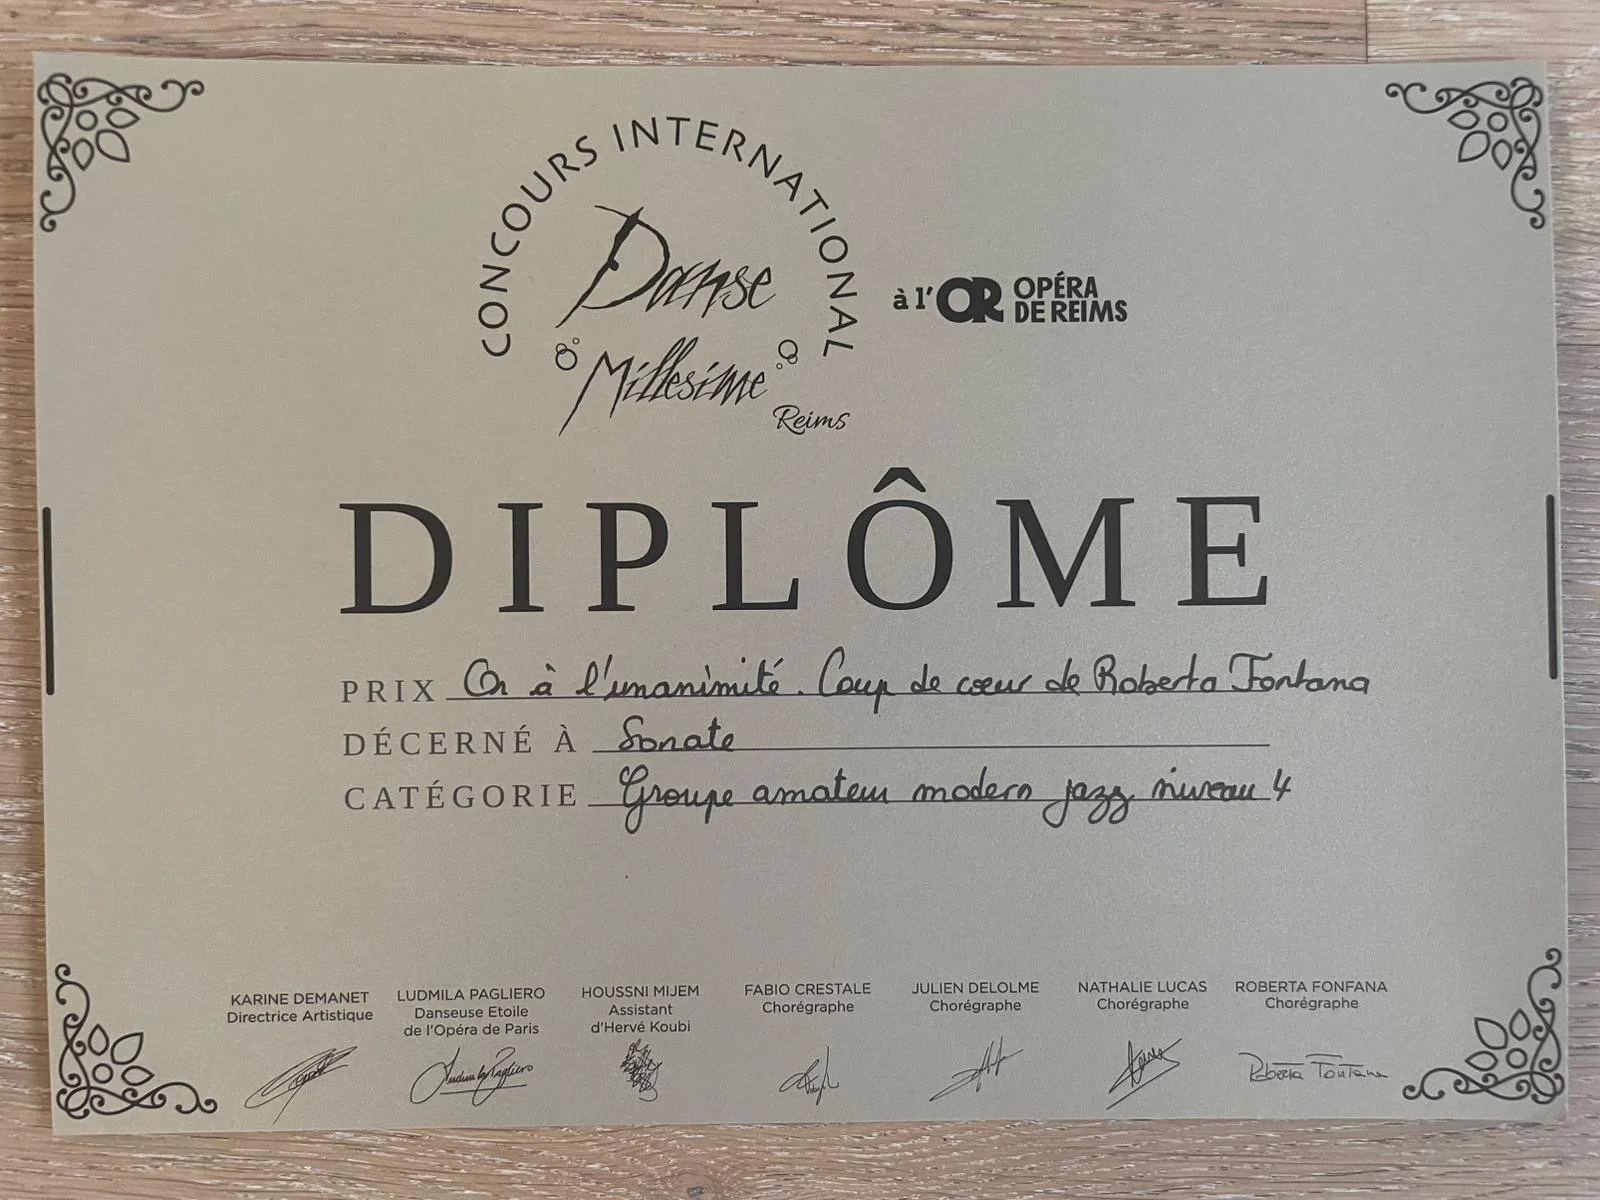 CONCOURS INTERNATIONAL
Danse
Millesime
Reims
à l'OR OPÉRA
DE REIMS
DIPLÔME
PRIX Or à l'unanimité. Coup de cœur de Roberta Fontana
DÉCERNÉ À Sonate
CATÉGORIE Groupe amateur modern jazz niveau 4
KARINE DEMANET
Directrice Artistique
LUDMILA PAGLIERO
Danseuse Etoile
de l'Opéra de Paris
HOUSSNI MIJEM
Assistant
d'Hervé Koubi
FABIO CRESTALE
Chorégraphe
JULIEN DELOLME
Chorégraphe
NATHALIE LUCAS
Chorégraphe
ROBERTA FONFANA
Chorégraphe
Ludmila Pagliero
Roberta Fontana